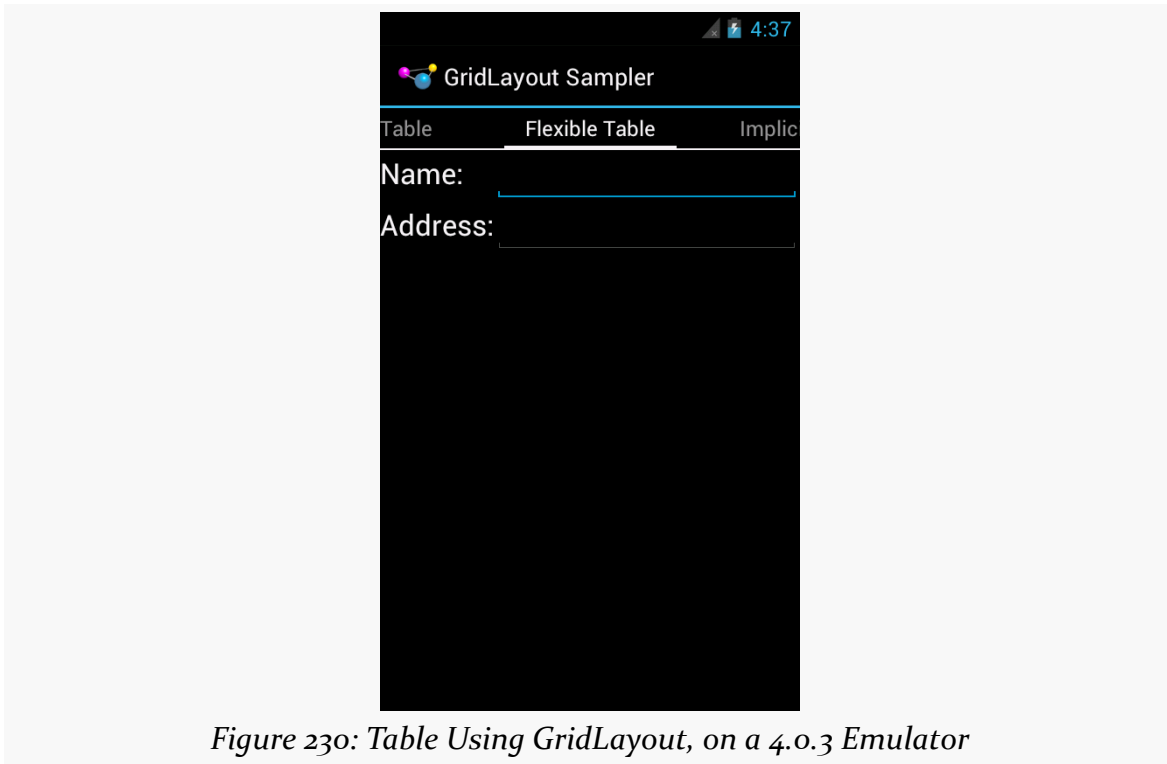 4:37
GridLayout Sampler
Table Flexible Table Implici
Name:
Address:
Figure 230: Table Using GridLayout, on a 4.0.3 Emulator